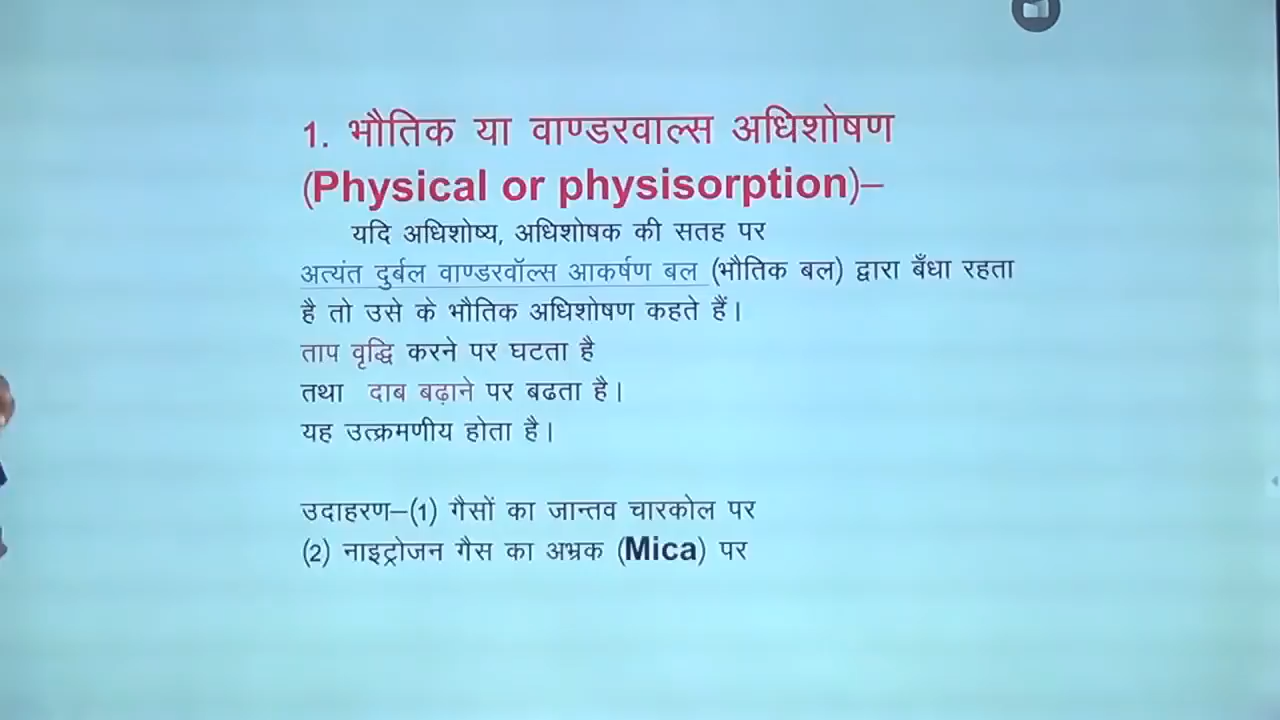 1. भौतिक या वाण्डरवाल्स अधिशोषण
(Physical or physisorption)–
यदि अधिशोष्य, अधिशोषक की सतह पर
अत्यंत दुर्बल वाण्डरवॉल्स आकर्षण बल (भौतिक बल) द्वारा बँधा रहता
है तो उसे के भौतिक अधिशोषण कहते हैं।
ताप वृद्धि करने पर घटता है
तथा दाब बढ़ाने पर बढता है।
यह उत्क्रमणीय होता है।
उदाहरण–(1) गैसों का जान्तव चारकोल पर
(2) नाइट्रोजन गैस का अभ्रक (Mica) पर